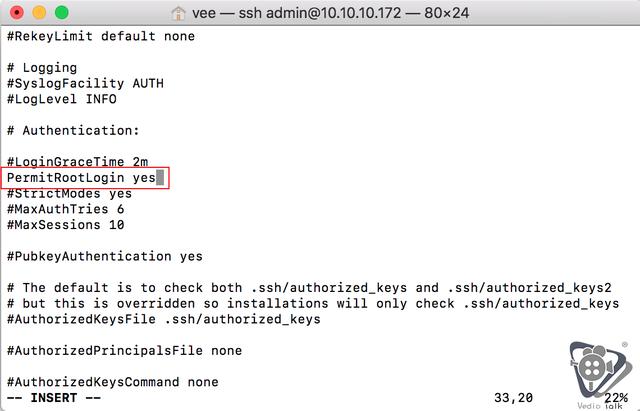 vee — ssh admin@10.10.10.172 — 80×24
#RekeyLimit default none
# Logging
#SyslogFacility AUTH
#LogLevel INFO
# Authentication:
#LoginGraceTime 2m
PermitRootLogin yes
#StrictModes yes
#MaxAuthTries 6
#MaxSessions 10
#PubkeyAuthentication yes
# The default is to check both .ssh/authorized_keys and .ssh/authorized_keys2
# but this is overridden so installations will only check .ssh/authorized_keys
#AuthorizedKeysFile .ssh/authorized_keys
#AuthorizedPrincipalsFile none
#AuthorizedKeysCommand none
-- INSERT -- 33,20 22%
®
Vedio talk